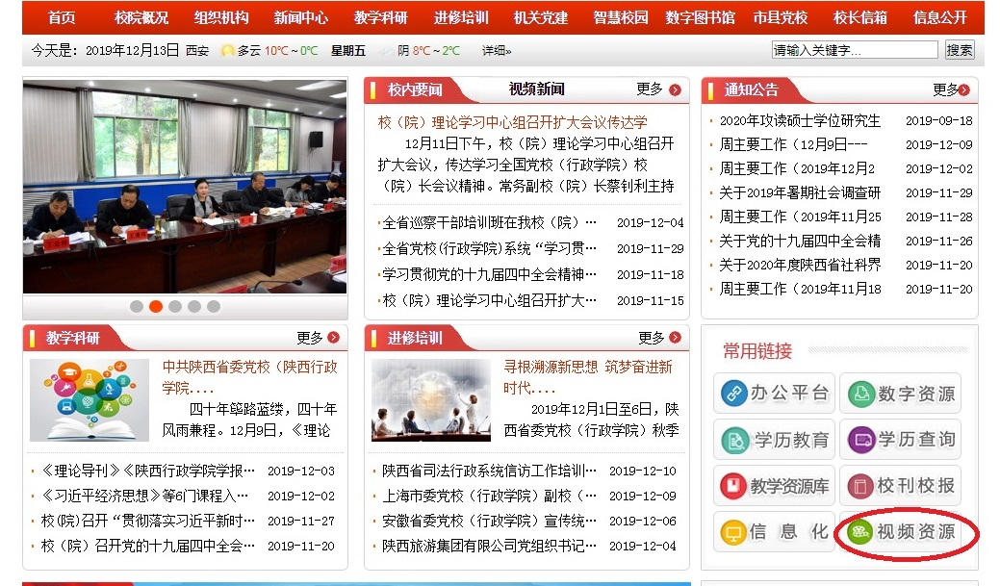 首页 校院概况 组织机构 新闻中心 教学科研 进修培训 机关党建 智慧校园 数字图书馆 市县党校 校长信箱 信息公开
今天是：2019年12月13日 西安 多云 10℃~0℃ 星期五 阴 8℃~2℃ 详细»
请输入关键字... 搜索
校内要闻 视频新闻 更多
校（院）理论学习中心组召开扩大会议传达学
12月11日下午，校（院）理论学习中心组召开
扩大会议，传达学习全国党校（行政学院）校
（院）长会议精神。常务副校（院）长蔡钊利主持
·全省巡察干部培训班在我校（院）… 2019-12-04
·全省党校(行政学院)系统“学习贯… 2019-11-29
·学习贯彻党的十九届四中全会精神… 2019-11-18
·校（院）理论学习中心组召开扩大… 2019-11-15
通知公告 更多
· 2020年攻读硕士学位研究生 2019-09-18
· 周主要工作（12月9日--- 2019-12-09
· 周主要工作（2019年12月2 2019-12-02
· 关于2019年暑期社会调查研 2019-11-29
· 周主要工作（2019年11月25 2019-11-28
· 关于党的十九届四中全会精 2019-11-26
· 关于2020年度陕西省社科界 2019-11-20
· 周主要工作（2019年11月18 2019-11-20
教学科研 更多
中共陕西省委党校（陕西行政
学院....
四十年筚路蓝缕，四十年
风雨兼程。12月9日，《理论
· 《理论导刊》《陕西行政学院学报… 2019-12-03
· 《习近平经济思想》等6门课程入… 2019-12-02
· 校(院)召开“贯彻落实习近平新时… 2019-11-27
· 校（院）召开党的十九届四中全会… 2019-11-20
进修培训 更多
寻根溯源新思想 筑梦奋进新
时代....
2019年12月1日至6日，陕
西省委党校（行政学院）秋季
· 陕西省司法行政系统信访工作培训… 2019-12-10
· 上海市委党校（行政学院）副校（… 2019-12-09
· 安徽省委党校（行政学院）宣传统… 2019-12-06
· 陕西旅游集团有限公司党组织书记… 2019-12-04
常用链接
办公平台 数字资源
学历教育 学历查询
教学资源库 校刊校报
信息化 视频资源